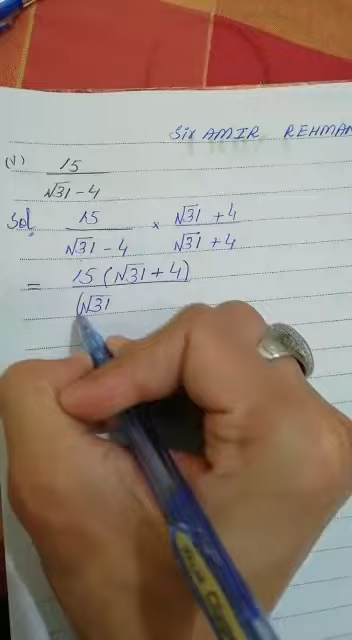 Sir AMIR REHMAN
(V) 15 / √31 - 4
Sol 15 / √31 - 4 × √31 + 4 / √31 + 4
= 15 (√31 + 4) / (√31